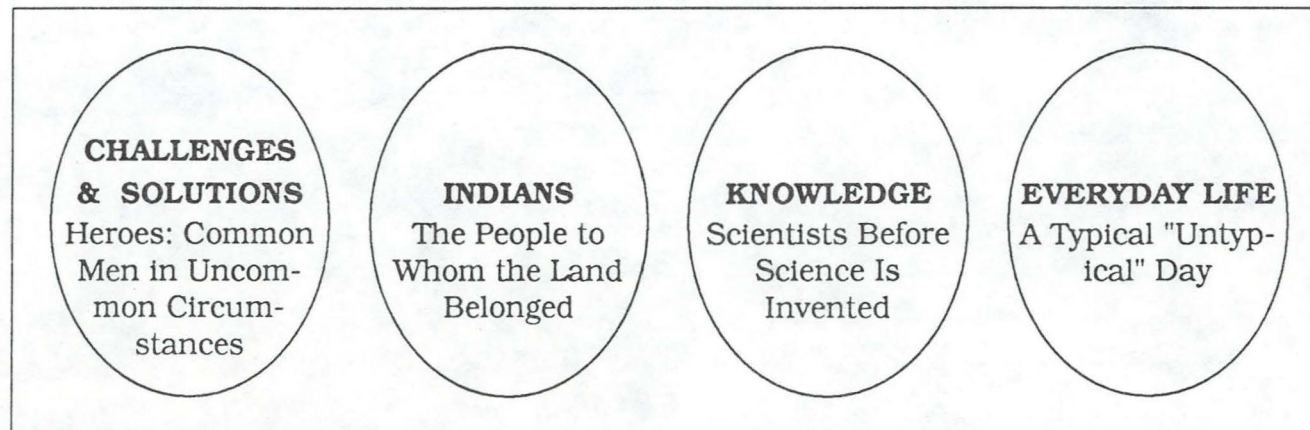 CHALLENGES
& SOLUTIONS
Heroes: Common
Men in Uncom-
mon Circum-
stances
INDIANS
The People to
Whom the Land
Belonged
KNOWLEDGE
Scientists Before
Science Is
Invented
EVERYDAY LIFE
A Typical "Untyp-
ical" Day